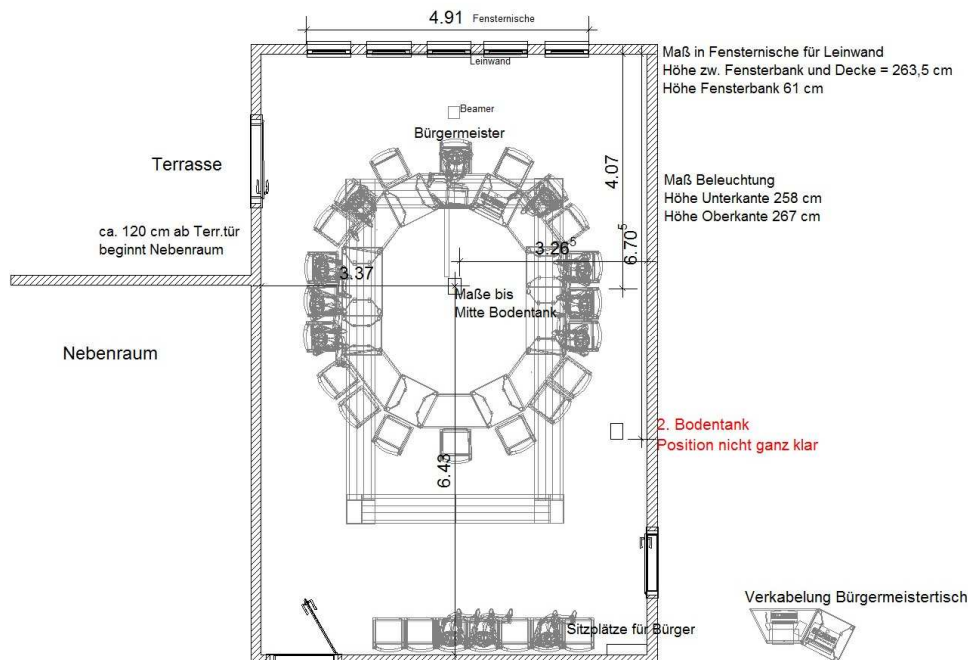 4.91 Fensternische
Leinwand
Maß in Fensternische für Leinwand
Höhe zw. Fensterbank und Decke = 263,5 cm
Höhe Fensterbank 61 cm
Beamer
Bürgermeister
Terrasse
4.07
Maß Beleuchtung
Höhe Unterkante 258 cm
Höhe Oberkante 267 cm
ca. 120 cm ab Terr.tür
beginnt Nebenraum
6.70⁵
3.26⁵
3.37
Maße bis
Mitte Bodentank
Nebenraum
2. Bodentank
Position nicht ganz klar
6.43
Verkabelung Bürgermeistertisch
Sitzplätze für Bürger